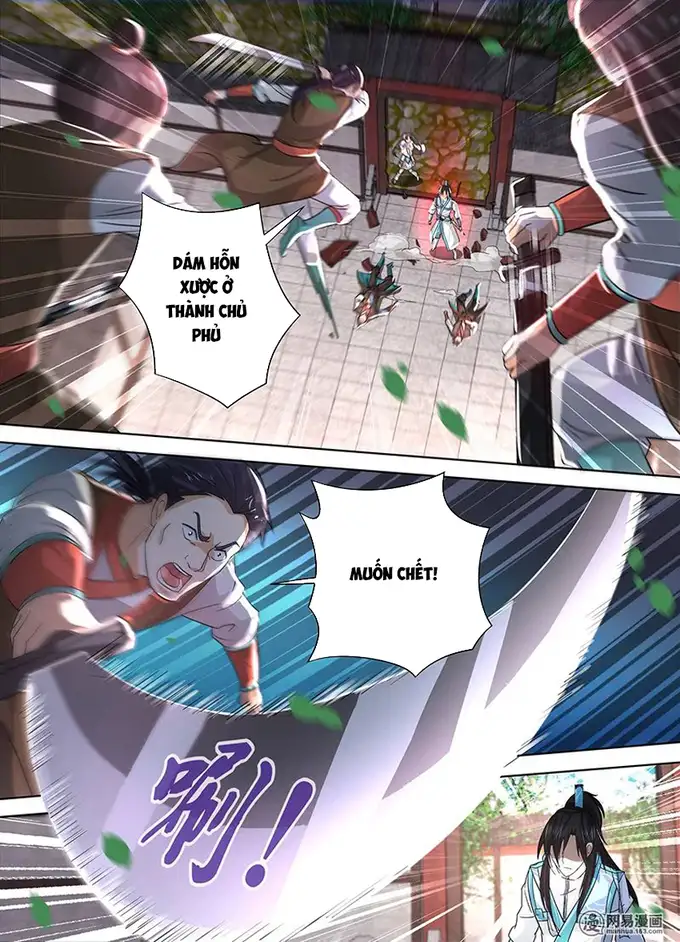 DÁM HỖN
XƯỢC Ở
THÀNH CHỦ
PHỦ
MUỐN CHẾT!
唰!
网易漫画
manhua.163.com